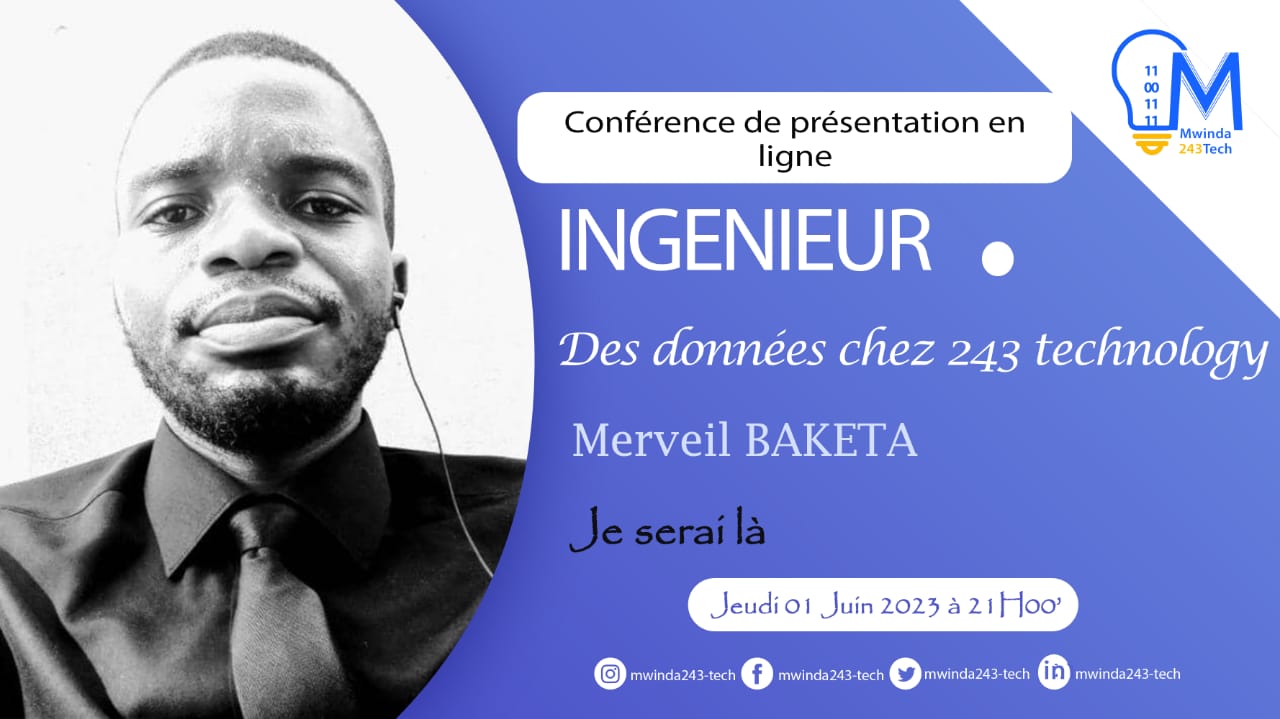 11
00
11
11
M
Mwinda
243Tech
Conférence de présentation en
ligne
INGENIEUR .
Des données chez 243 technology
Merveil BAKETA
Je serai là
Jeudi 01 Juin 2023 à 21H00’
mwinda243-tech mwinda243-tech mwinda243-tech mwinda243-tech